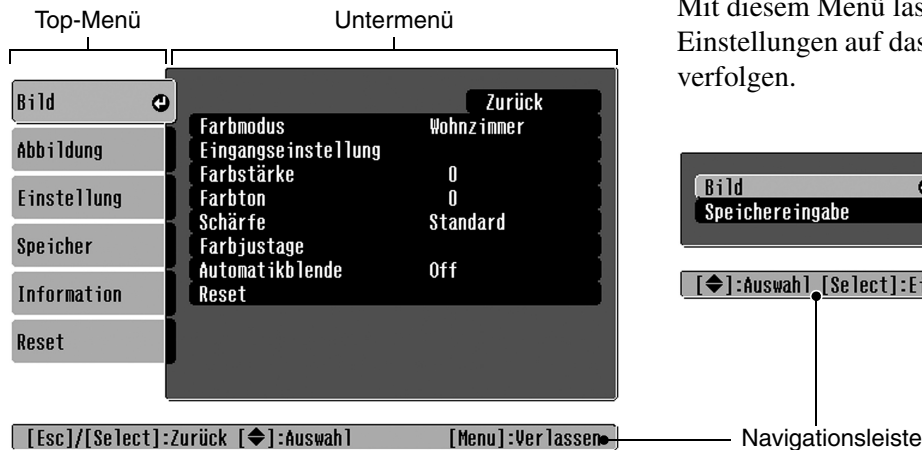 Top-Menü
Untermenü
Bild
Abbildung
Einstellung
Speicher
Information
Reset
Zurück
Farbmodus Wohnzimmer
Eingangseinstellung
Farbstärke 0
Farbton 0
Schärfe Standard
Farbjustage
Automatikblende Off
Reset
[Esc]/[Select]:Zurück [◆]:Auswahl [Menu]:Verlassen
Mit diesem Menü
Einstellungen auf
verfolgen.
Bild
Speichereingabe
[◆]:Auswahl [Select]:
Navigationsleiste